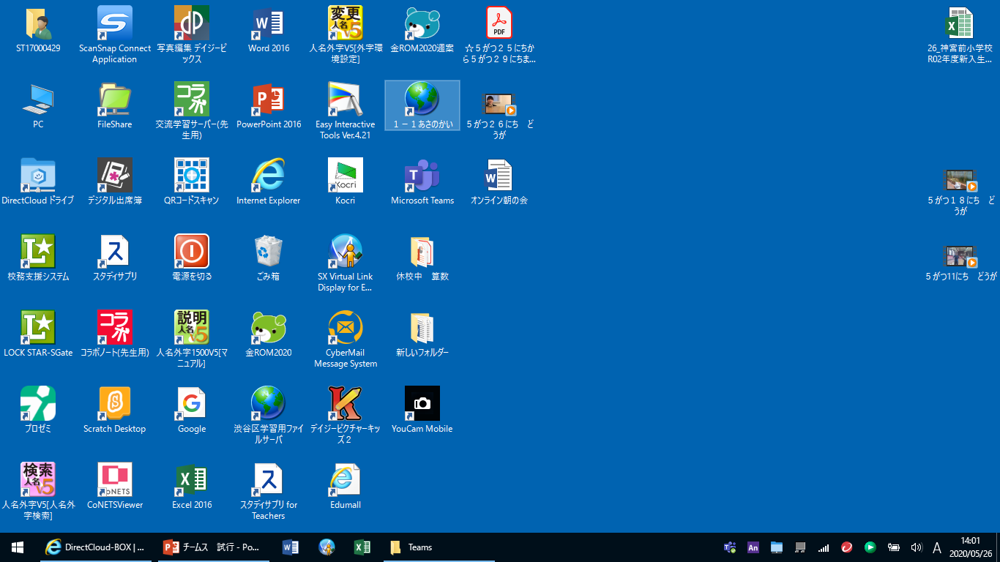 ST17000429
ScanSnap Connect
Application
写真編集 デイジーピ
ックス
Word 2016
変更
人名 v5
人名外字V5[外字環
境設定]
金ROM2020週案
PDF
☆５がつ２５にちか
ら５がつ２９にちま...
26_神宮前小学校
R02年度新入生...
PC
FileShare
コラボ
交流学習サーバー(先
生用)
PowerPoint 2016
Easy Interactive
Tools Ver.4.21
１－１あさのかい
５がつ２６にち　ど
うが
DirectCloud ドライブ
デジタル出席簿
QRコードスキャン
Internet Explorer
Kocri
Kocri
Microsoft Teams
オンライン朝の会
５がつ１８にち　ど
うが
校務支援システム
ス
スタディサプリ
電源を切る
ごみ箱
SX Virtual Link
Display for E...
休校中　算数
５がつ11にち　どうが
LOCK STAR-SGate
コラボ
コラボノート(先生用)
説明
人名 v5
人名外字1500V5[マ
ニュアル]
金ROM2020
CyberMail
Message System
新しいフォルダー
プロゼミ
Scratch Desktop
Google
渋谷区学習用ファイ
ルサーバ
デイジーピクチャーキッ
ズ２
YouCam Mobile
検索
人名 v5
人名外字V5[人名外
字検索]
CoNETS
CoNETSViewer
Excel 2016
ス
スタディサプリ for
Teachers
Edumall
DirectCloud-BOX | ...
チームス　試行 - Po...
Teams
An
A
14:01
2020/05/26